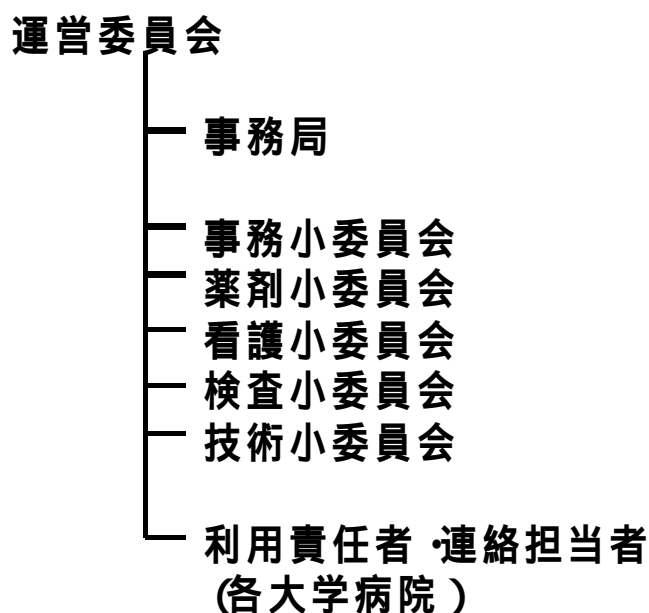 運営委員会
事務局
事務小委員会
薬剤小委員会
看護小委員会
検査小委員会
技術小委員会
利用責任者・連絡担当者
(各大学病院)